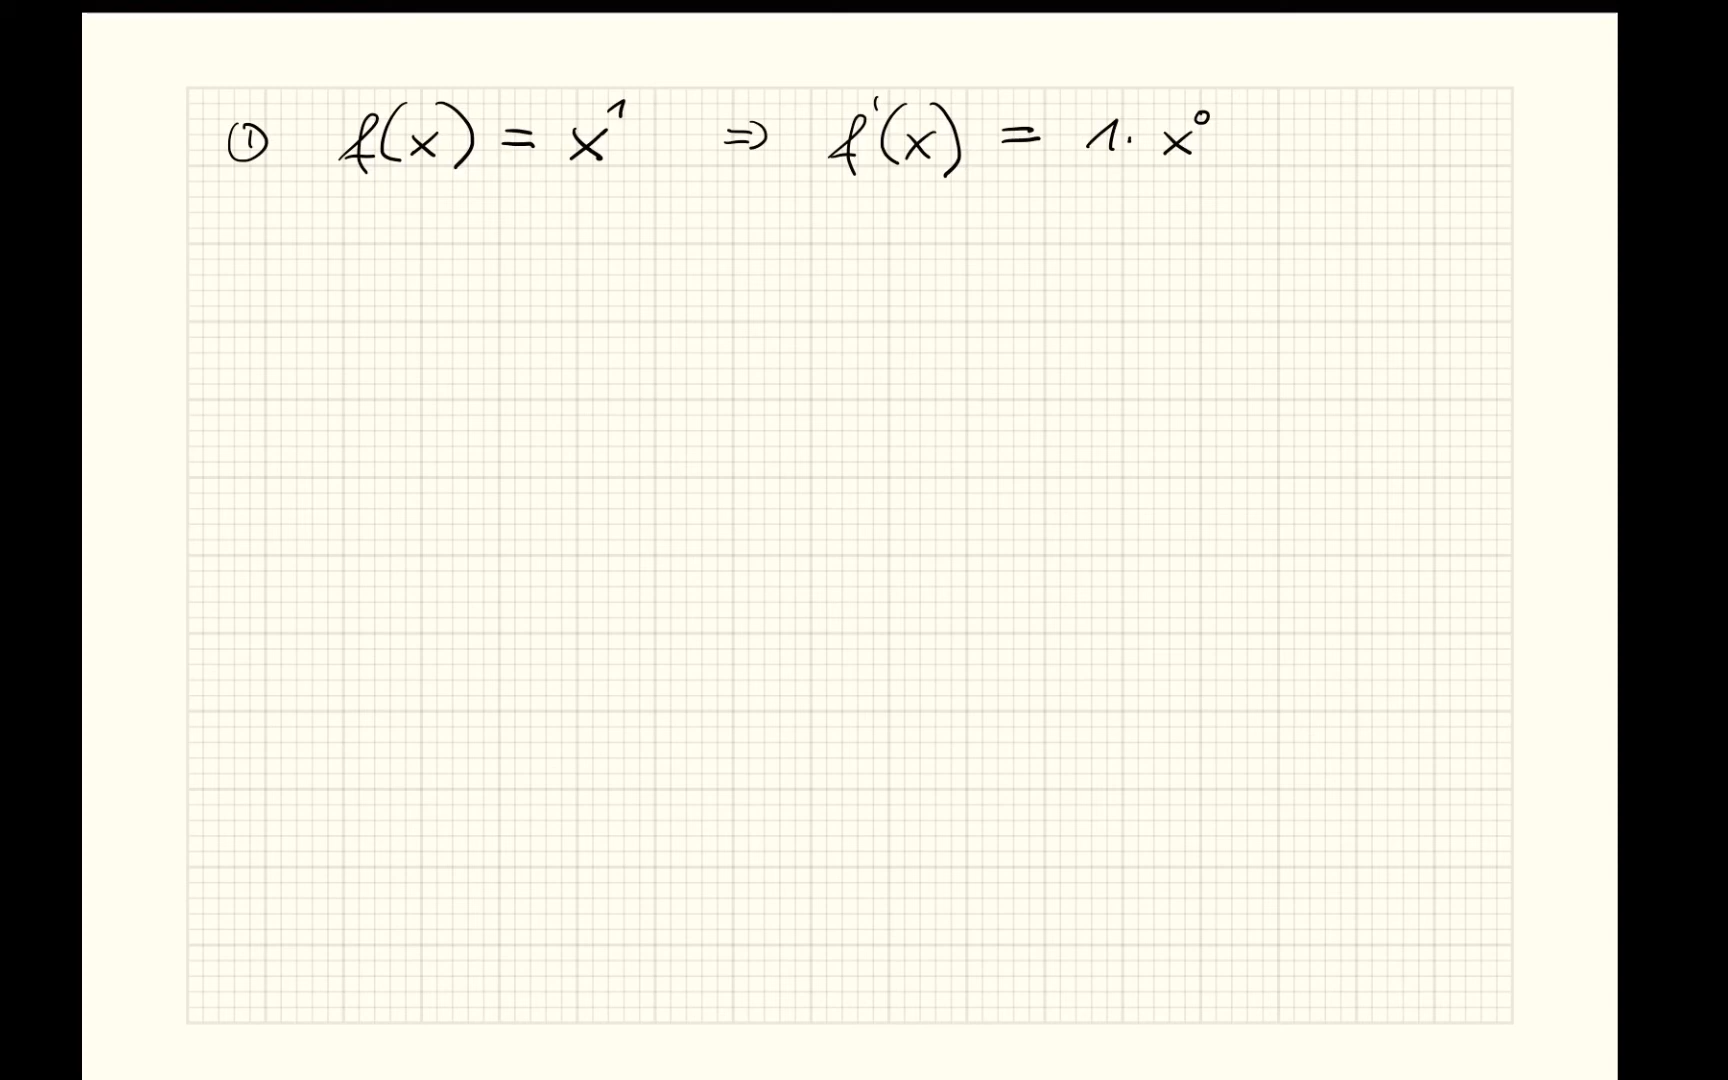 ① f(x) = x¹ ⇒ f'(x) = 1· x⁰